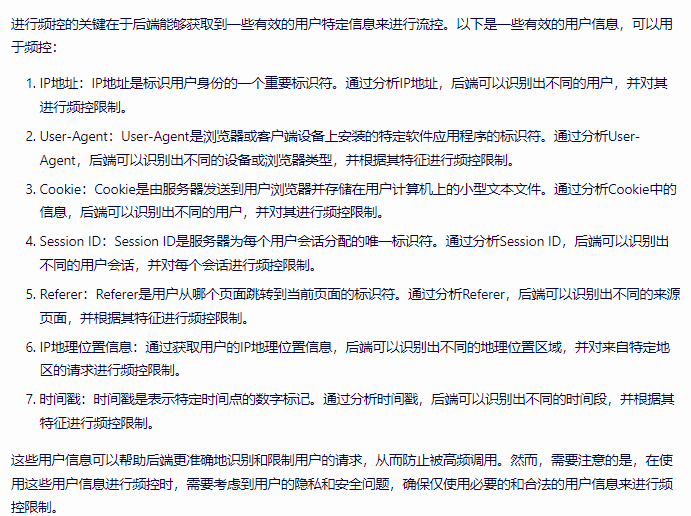 进行频控的关键在于后端能够获取到一些有效的用户特定信息来进行流控。以下是一些有效的用户信息，可以用
于频控：
1. IP地址：IP地址是标识用户身份的一个重要标识符。通过分析IP地址，后端可以识别出不同的用户，并对其
进行频控限制。
2. User-Agent：User-Agent是浏览器或客户端设备上安装的特定软件应用程序的标识符。通过分析User-
Agent，后端可以识别出不同的设备或浏览器类型，并根据其特征进行频控限制。
3. Cookie：Cookie是由服务器发送到用户浏览器并存储在用户计算机上的小型文本文件。通过分析Cookie中的
信息，后端可以识别出不同的用户，并对其进行频控限制。
4. Session ID：Session ID是服务器为每个用户会话分配的唯一标识符。通过分析Session ID，后端可以识别出
不同的用户会话，并对每个会话进行频控限制。
5. Referer：Referer是用户从哪个页面跳转到当前页面的标识符。通过分析Referer，后端可以识别出不同的来源
页面，并根据其特征进行频控限制。
6. IP地理位置信息：通过获取用户的IP地理位置信息，后端可以识别出不同的地理位置区域，并对来自特定地
区的请求进行频控限制。
7. 时间戳：时间戳是表示特定时间点的数字标记。通过分析时间戳，后端可以识别出不同的时间段，并根据其
特征进行频控限制。
这些用户信息可以帮助后端更准确地识别和限制用户的请求，从而防止被高频调用。然而，需要注意的是，在使
用这些用户信息进行频控时，需要考虑到用户的隐私和安全问题，确保仅使用必要的和合法的用户信息来进行频
控限制。